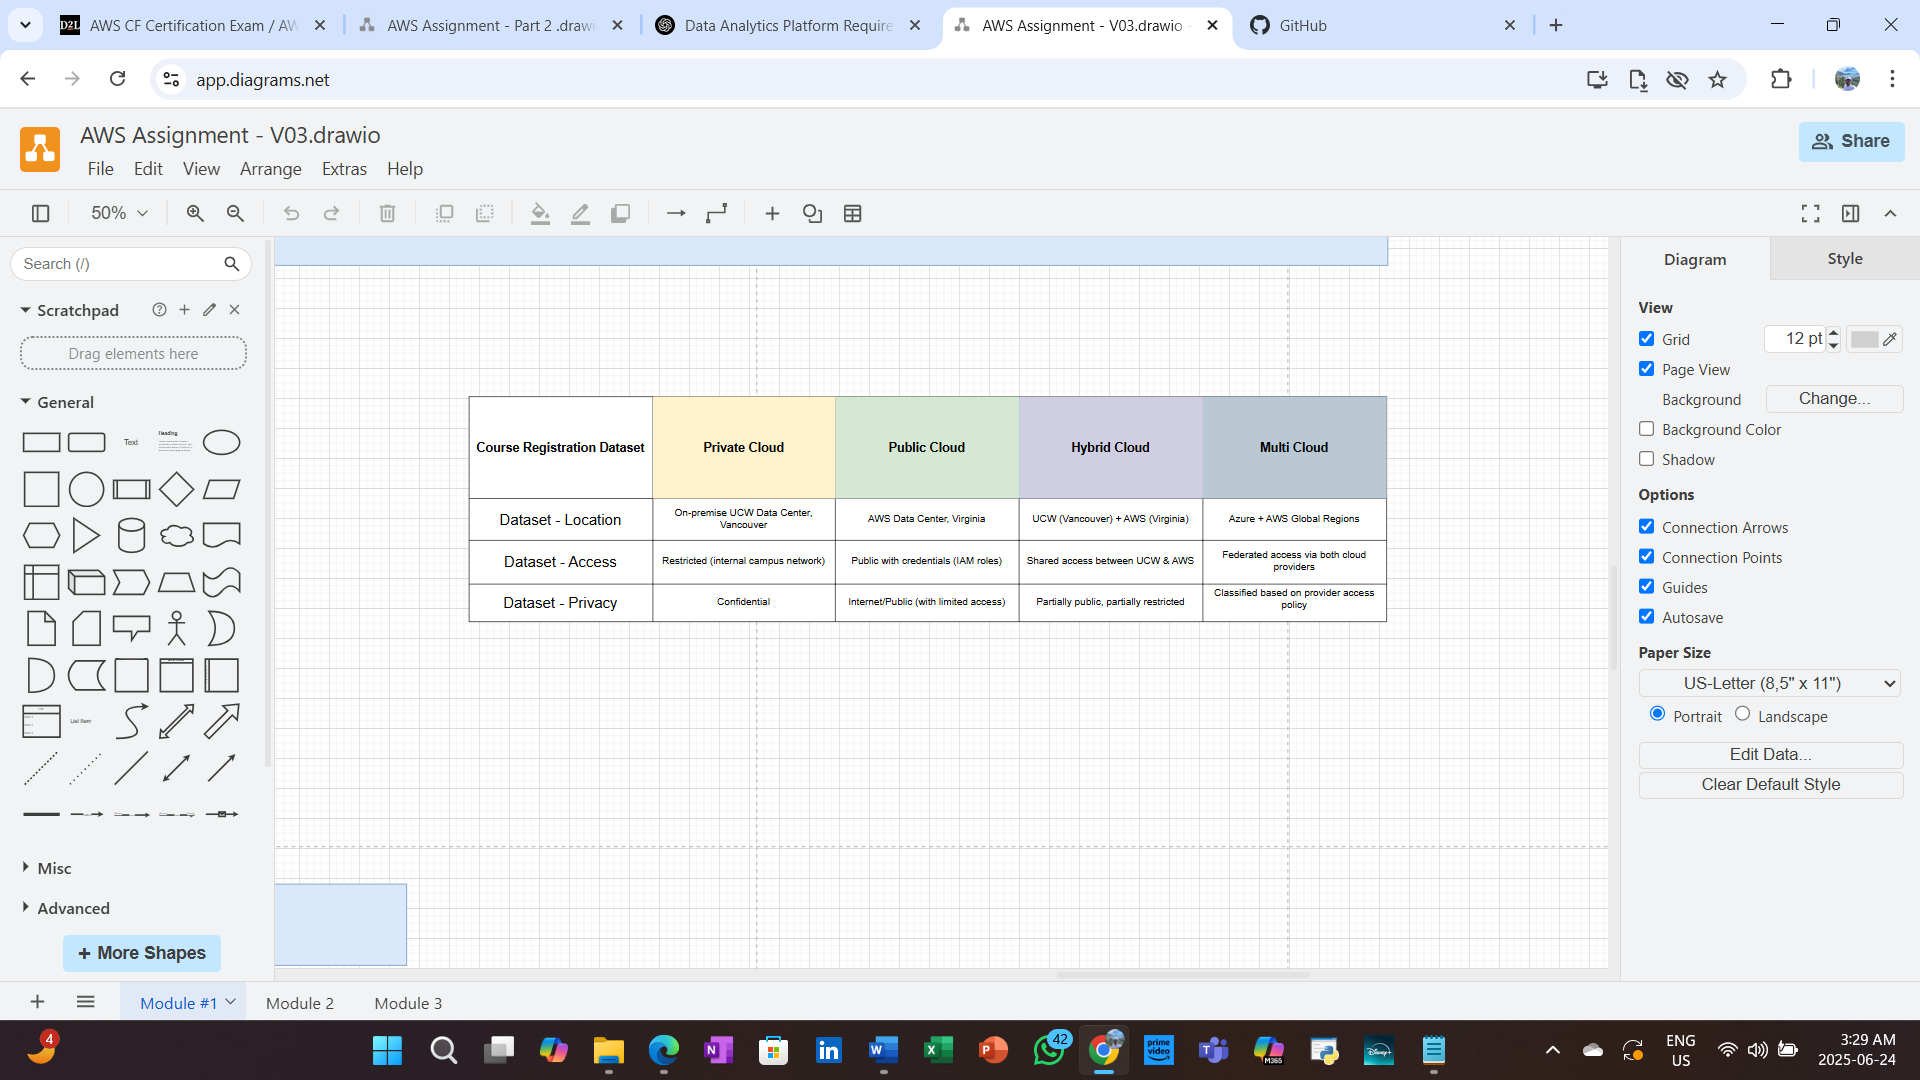 AWS CF Certification Exam / AW
AWS Assignment - Part 2 .drawi
Data Analytics Platform Require
AWS Assignment - V03.drawio -
GitHub
app.diagrams.net
AWS Assignment - V03.drawio
File Edit View Arrange Extras Help
Share
50%
Search (/)
Scratchpad
Drag elements here
General
Text
Heading
List Item
Misc
Advanced
+ More Shapes
Course Registration Dataset
Private Cloud
Public Cloud
Hybrid Cloud
Multi Cloud
Dataset - Location
On-premise UCW Data Center,
Vancouver
AWS Data Center, Virginia
UCW (Vancouver) + AWS (Virginia)
Azure + AWS Global Regions
Dataset - Access
Restricted (internal campus network)
Public with credentials (IAM roles)
Shared access between UCW & AWS
Federated access via both cloud
providers
Dataset - Privacy
Confidential
Internet/Public (with limited access)
Partially public, partially restricted
Classified based on provider access
policy
Diagram
Style
View
Grid
12 pt
Page View
Background
Change...
Background Color
Shadow
Options
Connection Arrows
Connection Points
Guides
Autosave
Paper Size
US-Letter (8,5" x 11")
Portrait
Landscape
Edit Data...
Clear Default Style
Module #1
Module 2
Module 3
4
42
prime
video
M365
Disney+
ENG
US
3:29 AM
2025-06-24